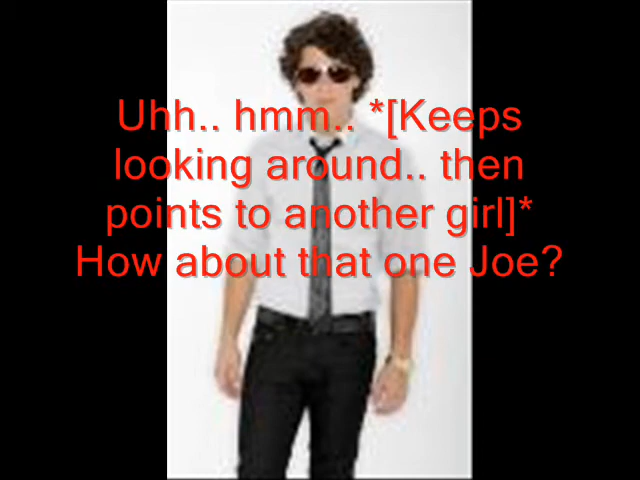 Uhh.. hmm.. *[Keeps
looking around.. then
points to another girl]*
How about that one Joe?